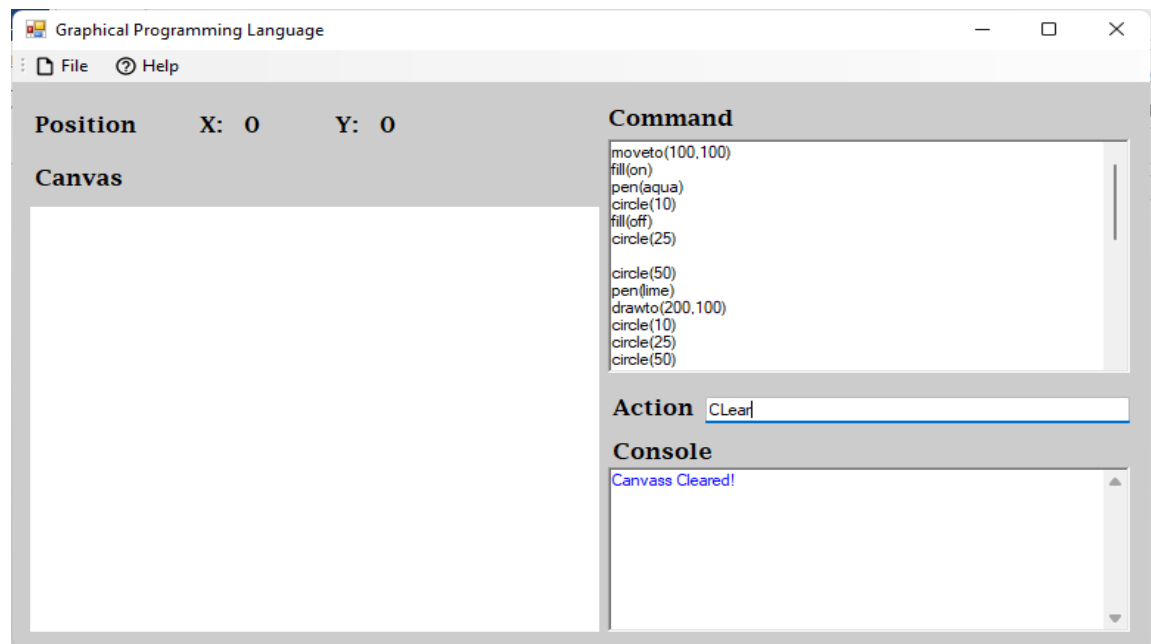 Graphical Programming Language
File Help
Position X: 0 Y: 0
Canvas
Command
moveto(100,100)
fill(on)
pen(aqua)
circle(10)
fill(off)
circle(25)
circle(50)
pen(lime)
drawto(200,100)
circle(10)
circle(25)
circle(50)
Action CLear
Console
Canvass Cleared!